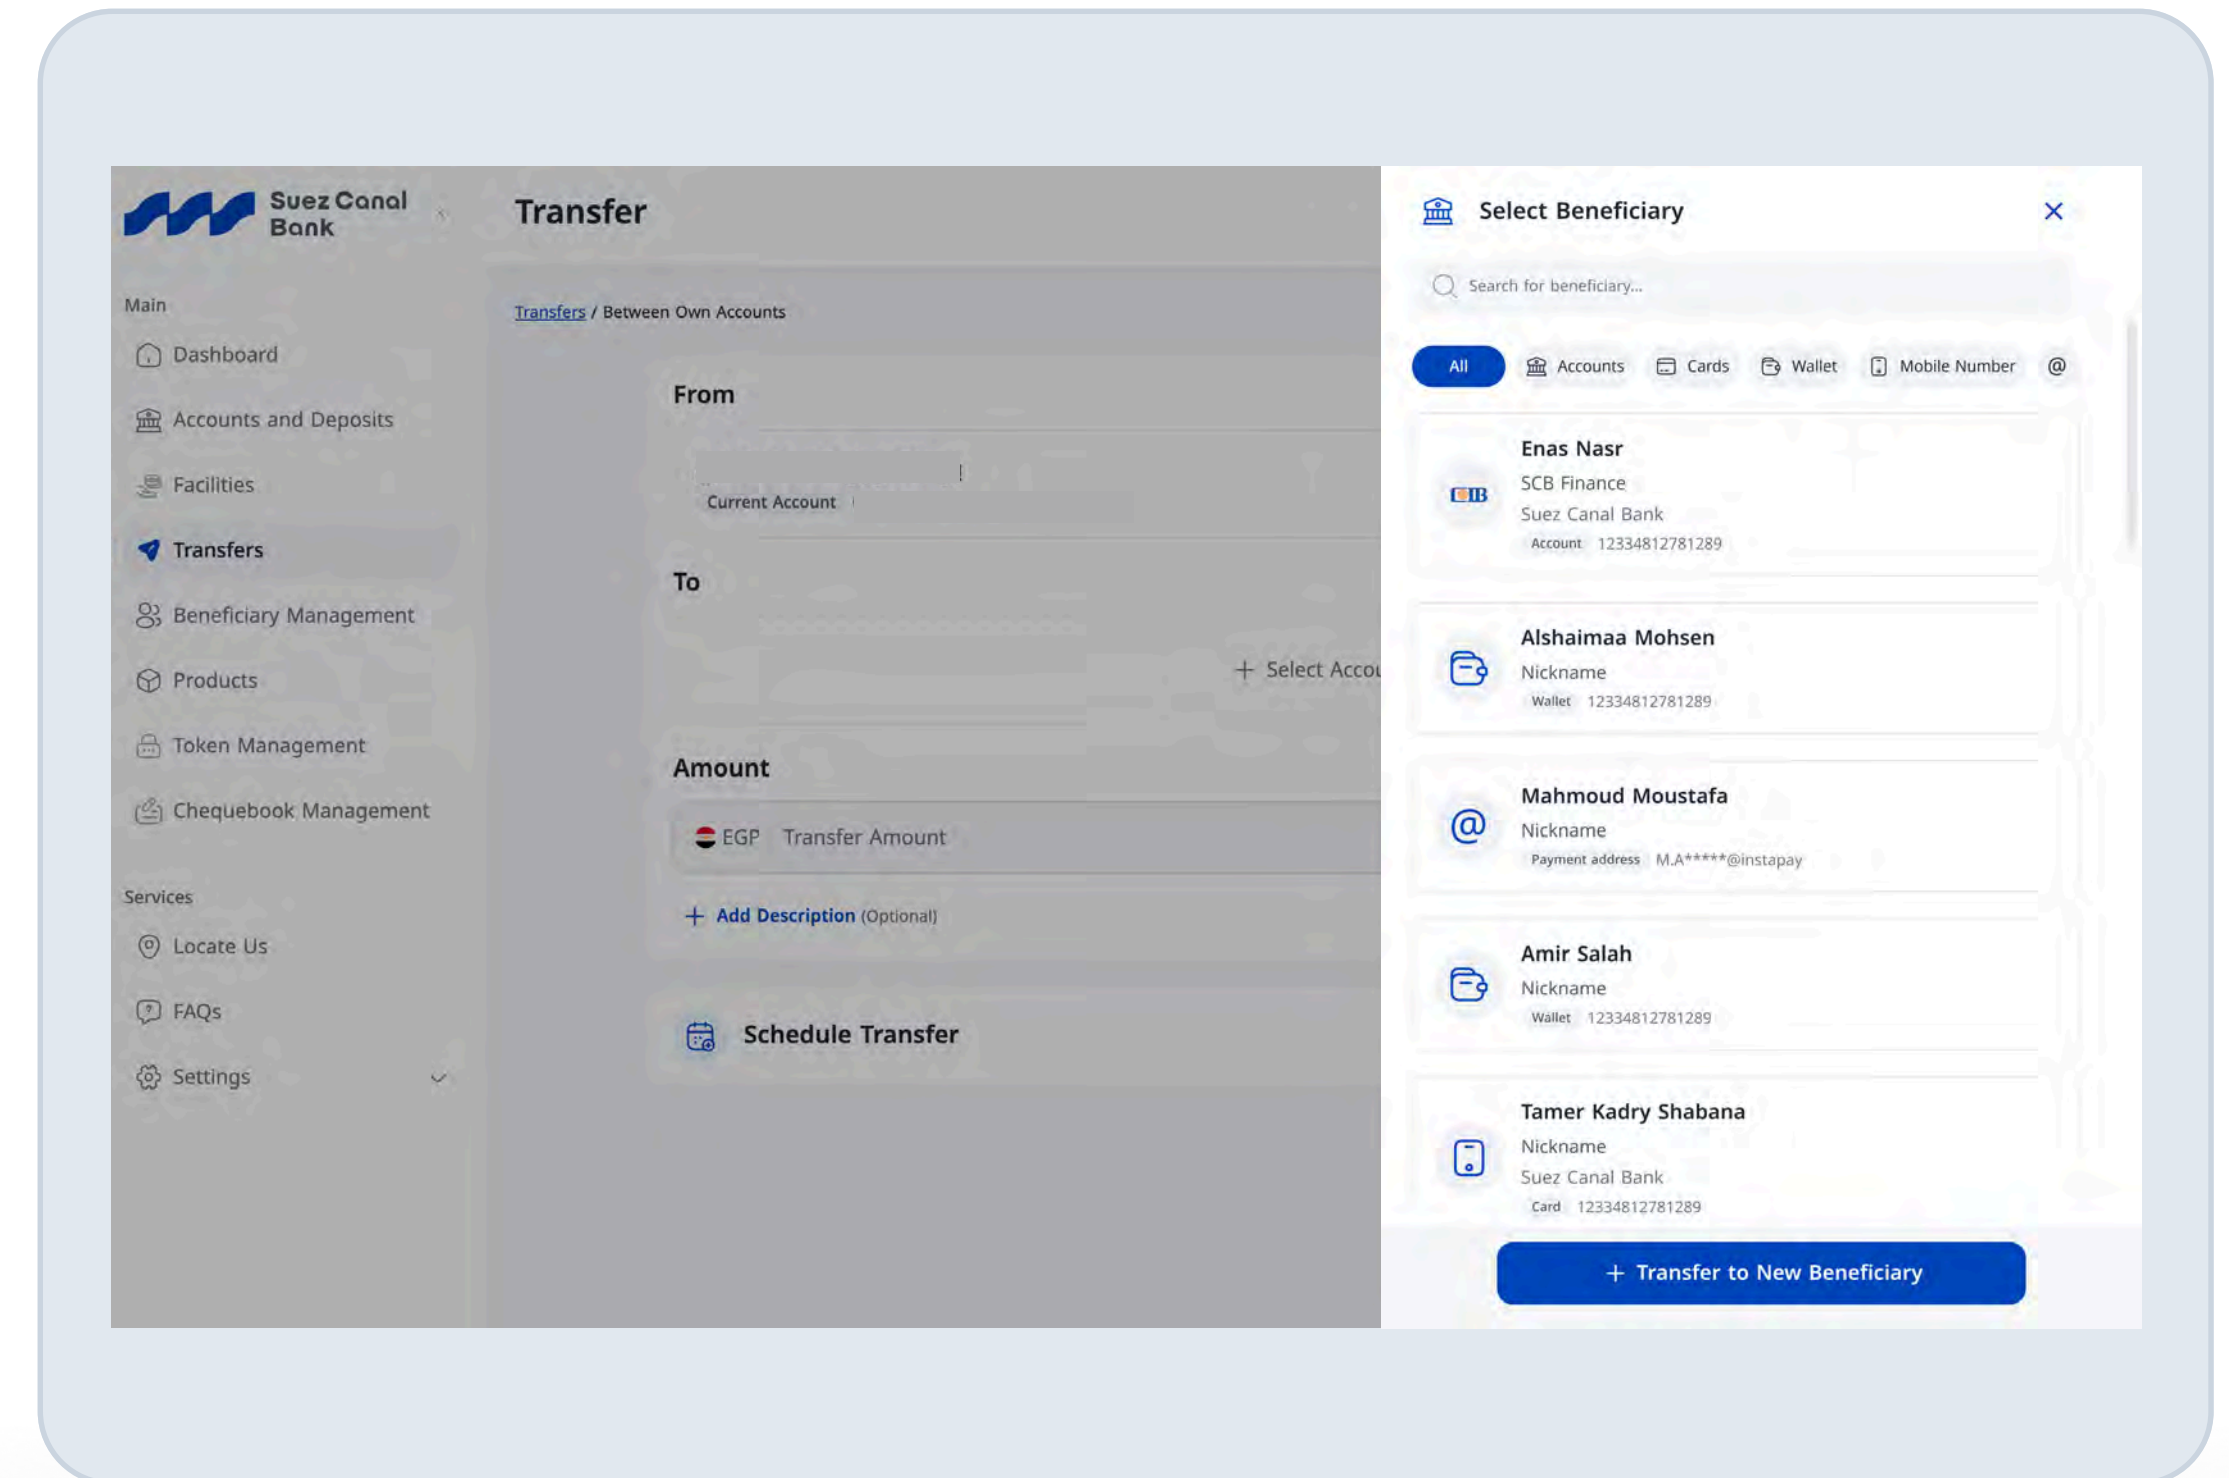 Suez Canal
Bank
Main
Dashboard
Accounts and Deposits
Facilities
Transfers
Beneficiary Management
Products
Token Management
Chequebook Management
Services
Locate Us
FAQs
Settings
Transfer
Transfers / Between Own Accounts
From
Current Account
To
+ Select Accou
Amount
EGP Transfer Amount
+ Add Description (Optional)
Schedule Transfer
Select Beneficiary
Search for beneficiary...
All Accounts Cards Wallet Mobile Number @
Enas Nasr
CIB
SCB Finance
Suez Canal Bank
Account 12334812781289
Alshaimaa Mohsen
Nickname
Wallet 12334812781289
@
Mahmoud Moustafa
Nickname
Payment address M.A*****@instapay
Amir Salah
Nickname
Wallet 12334812781289
Tamer Kadry Shabana
Nickname
Suez Canal Bank
Card 12334812781289
+ Transfer to New Beneficiary